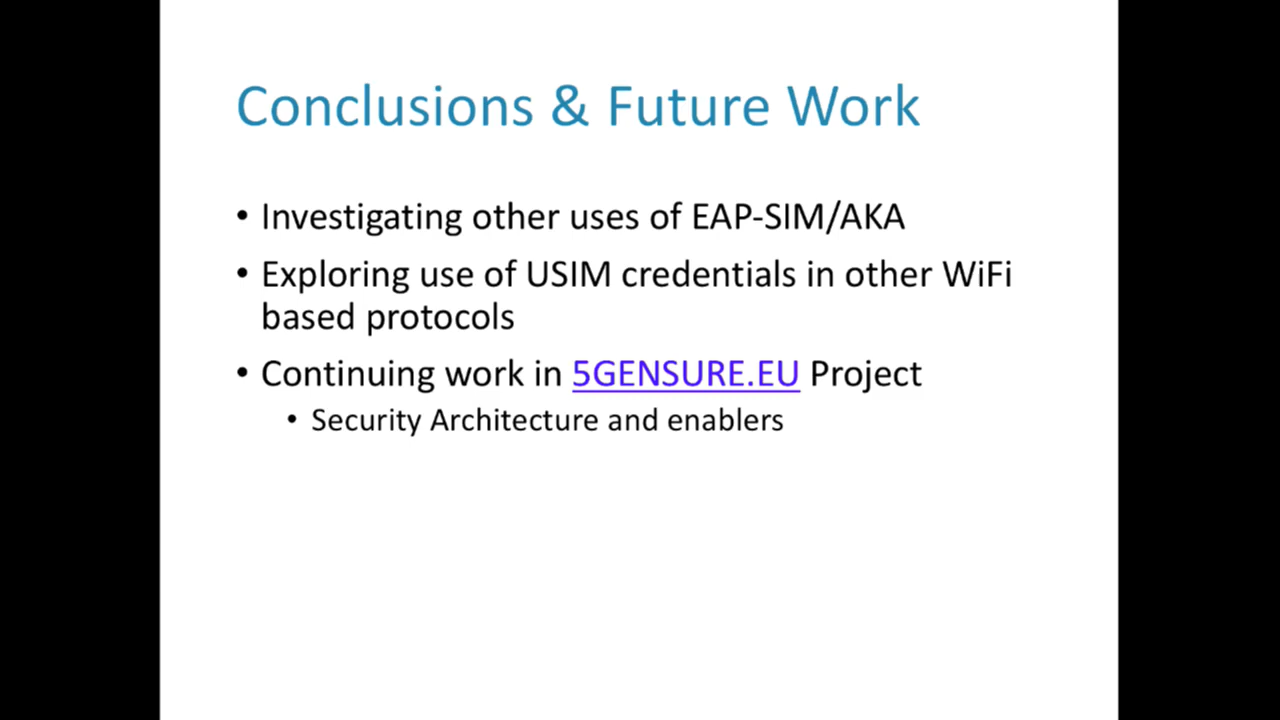 Conclusions & Future Work
• Investigating other uses of EAP-SIM/AKA
• Exploring use of USIM credentials in other WiFi
based protocols
• Continuing work in 5GENSURE.EU Project
• Security Architecture and enablers